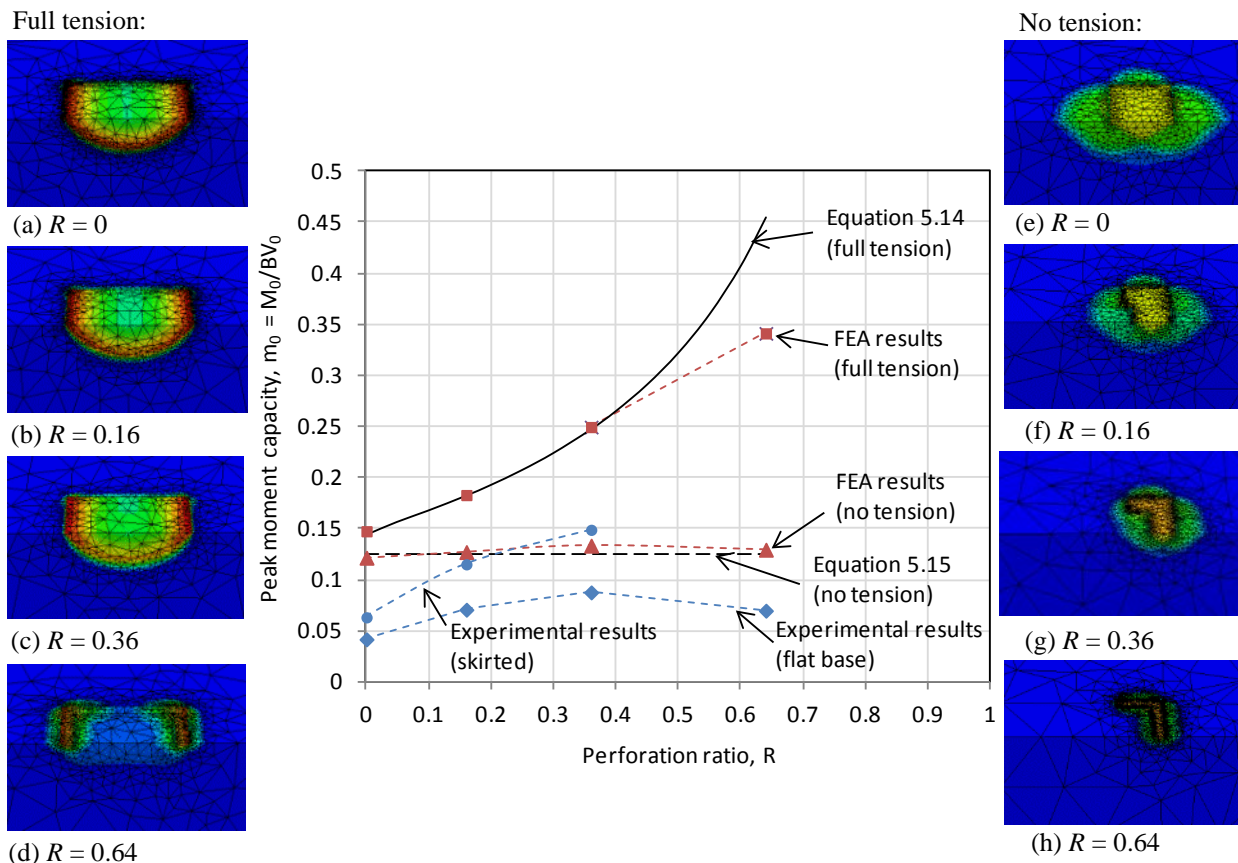 Full tension:
No tension:
(a) R = 0
(b) R = 0.16
(c) R = 0.36
(d) R = 0.64
Peak moment capacity, m₀ = M₀/BV₀
0.5
0.45
0.4
0.35
0.3
0.25
0.2
0.15
0.1
0.05
0
0
0.1
0.2
0.3
0.4
0.5
0.6
0.7
0.8
0.9
1
Perforation ratio, R
Equation 5.14
(full tension)
FEA results
(full tension)
FEA results
(no tension)
Equation 5.15
(no tension)
Experimental results
(skirted)
Experimental results
(flat base)
(e) R = 0
(f) R = 0.16
(g) R = 0.36
(h) R = 0.64